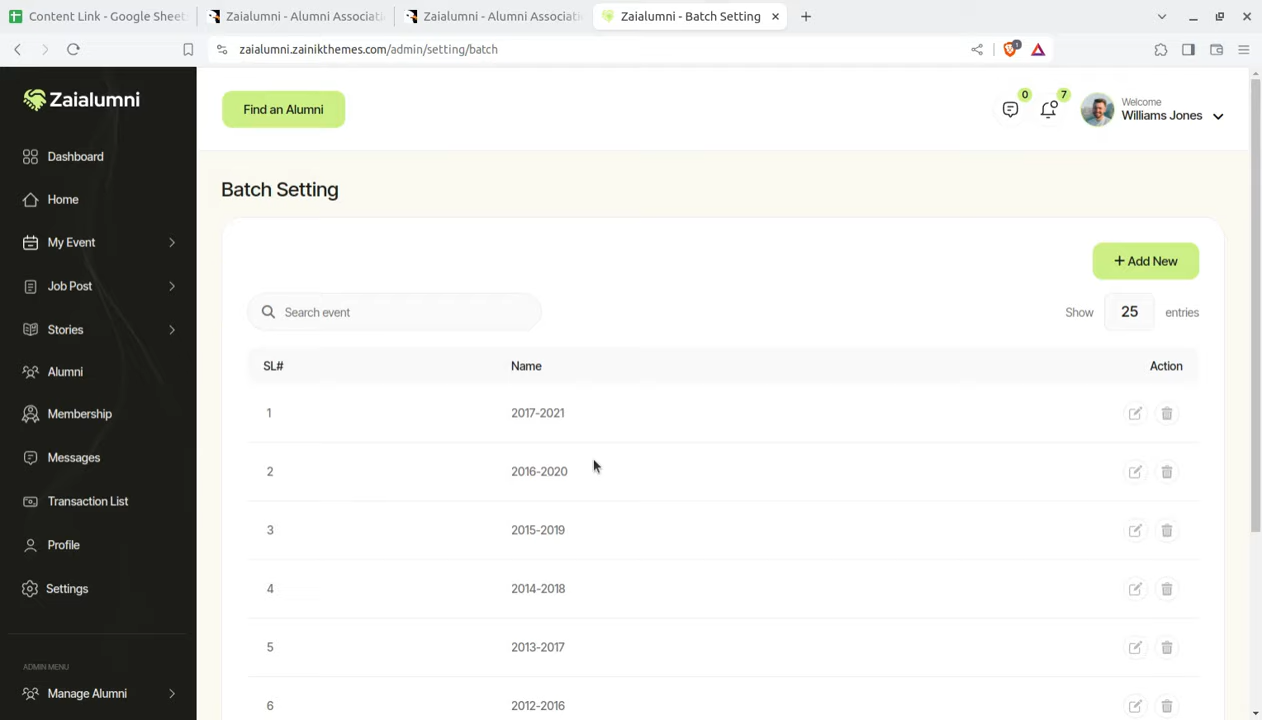 Content Link - Google Sheet
Zaialumni - Alumni Associati
Zaialumni - Alumni Associati
Zaialumni - Batch Setting
zaialumni.zainikthemes.com/admin/setting/batch
1
Zaialumni
Find an Alumni
0
7
Welcome
Williams Jones
Dashboard
Home
My Event
Job Post
Stories
Alumni
Membership
Messages
Transaction List
Profile
Settings
ADMIN MENU
Manage Alumni
Batch Setting
+ Add New
Search event
Show 25 entries
SL# Name Action
1 2017-2021
2 2016-2020
3 2015-2019
4 2014-2018
5 2013-2017
6 2012-2016